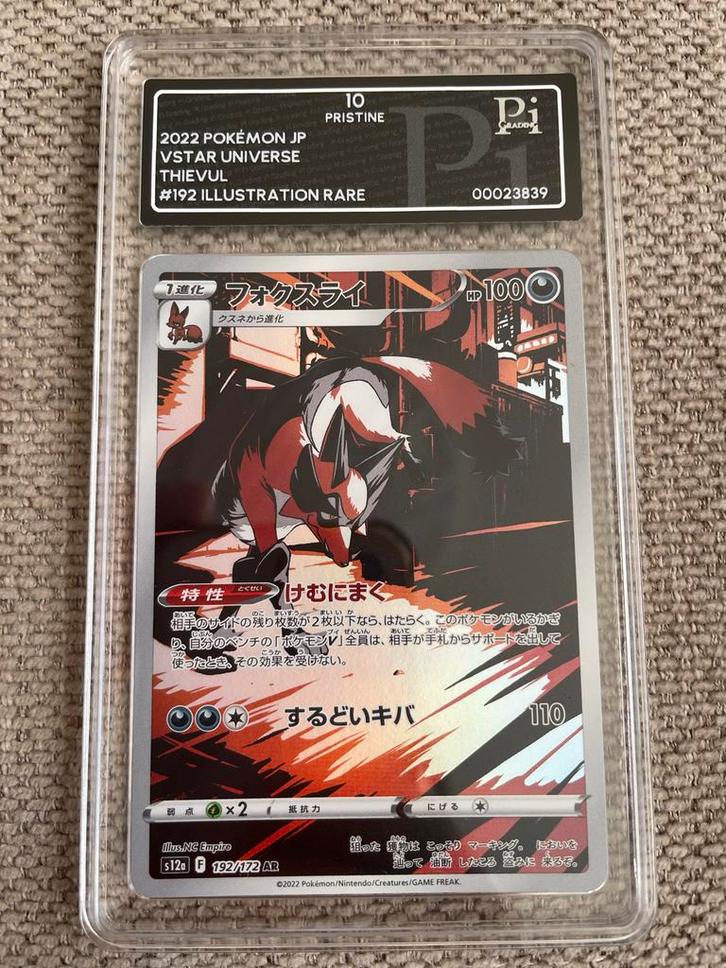 10
PRISTINE
Pi
GRADING
2022 POKÉMON JP
VSTAR UNIVERSE
THIEVUL
#192 ILLUSTRATION RARE
00023839
1進化
フォクスライ
HP 100
クスネから進化
特性 とくせい けむにまく
相手のサイドの残り枚数が2枚以下なら、はたらく。このポケモンがいるかぎ
り、自分のベンチの「ポケモンV」全員は、相手が手札からサポートを出して
使ったとき、その効果を受けない。
するどいキバ 110
弱点 ×2 抵抗力 にげる
Illus. NC Empire
狙った 獲物は こっそり マーキング。 においを
辿って 油断 したころ 盗みに 来るぞ。
s12a F 192/172 AR
©2022 Pokémon/Nintendo/Creatures/GAME FREAK.